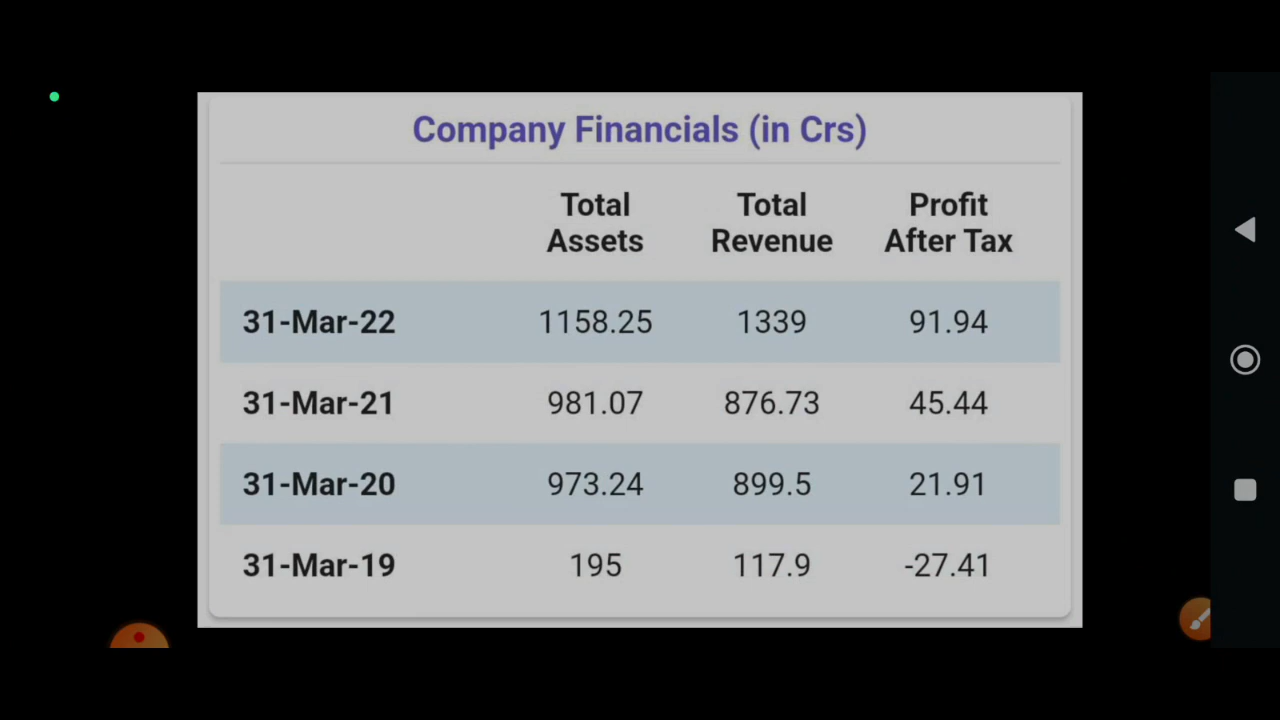 Company Financials (in Crs)
Total Assets Total Revenue Profit After Tax
31-Mar-22 1158.25 1339 91.94
31-Mar-21 981.07 876.73 45.44
31-Mar-20 973.24 899.5 21.91
31-Mar-19 195 117.9 -27.41